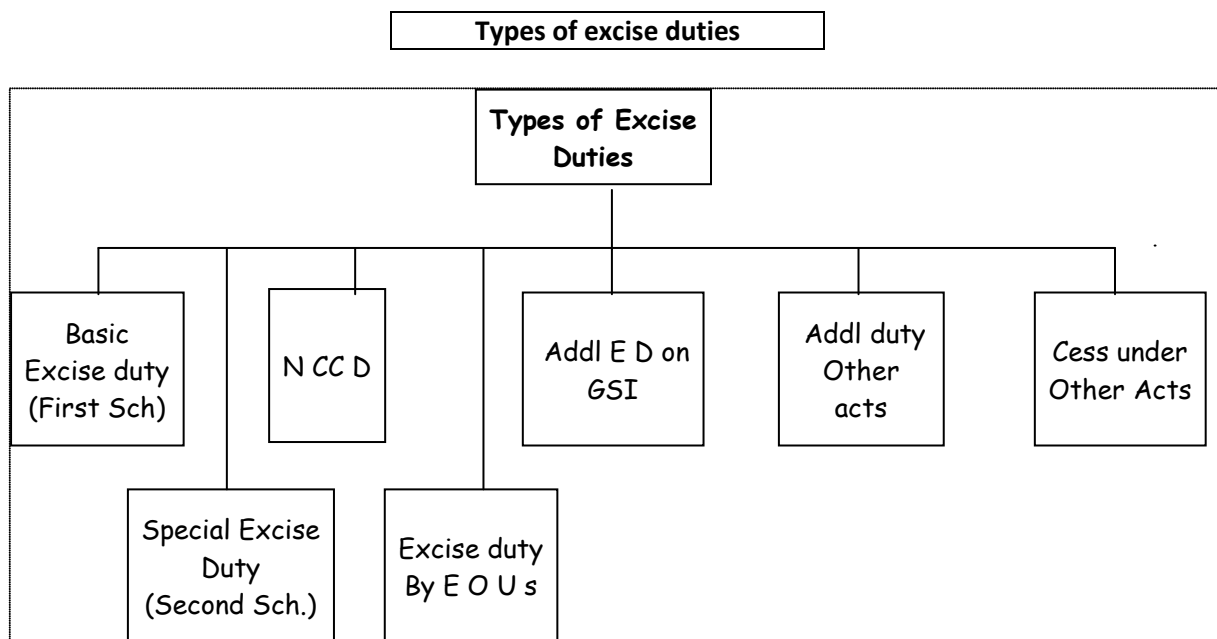 Types of excise duties
Types of Excise
Duties
Basic
Excise duty
(First Sch)
N CC D
Addl E D on
GSI
Addl duty
Other
acts
Cess under
Other Acts
Special Excise
Duty
(Second Sch.)
Excise duty
By E O U s